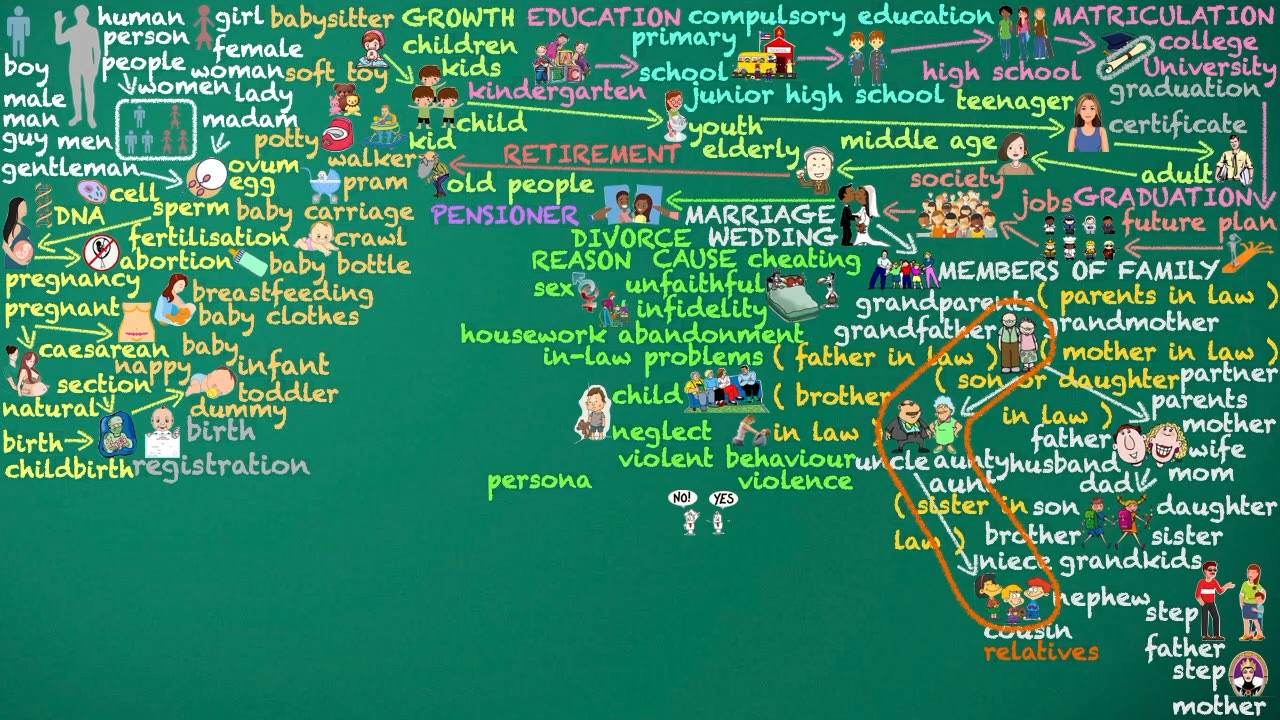 human girl babysitter GROWTH EDUCATION compulsory education MATRICULATION
person female children primary college
boy people woman soft toy kids school high school University
male women lady kindergarten junior high school teenager graduation
man madam child youth middle age certificate
guy men potty kid elderly
gentleman ovum walker RETIREMENT adult
egg pram old people society
cell PENSIONER MARRIAGE jobs GRADUATION
DNA sperm baby carriage WEDDING future plan
fertilisation crawl DIVORCE
abortion baby bottle REASON CAUSE cheating MEMBERS OF FAMILY
pregnancy breastfeeding sex unfaithful grandparents ( parents in law )
pregnant baby clothes infidelity grandfather grandmother
caesarean baby housework abandonment
nappy infant in-law problems ( father in law ) ( mother in law )
section toddler child ( brother ( son or daughter partner
natural dummy in law ) parents
birth birth neglect in law father mother
childbirth registration violent behaviour uncle aunty husband wife
persona violence aunt dad mom
NO! YES ( sister in son daughter
law ) brother sister
niece grandkids
nephew step
cousin father
relatives step
mother